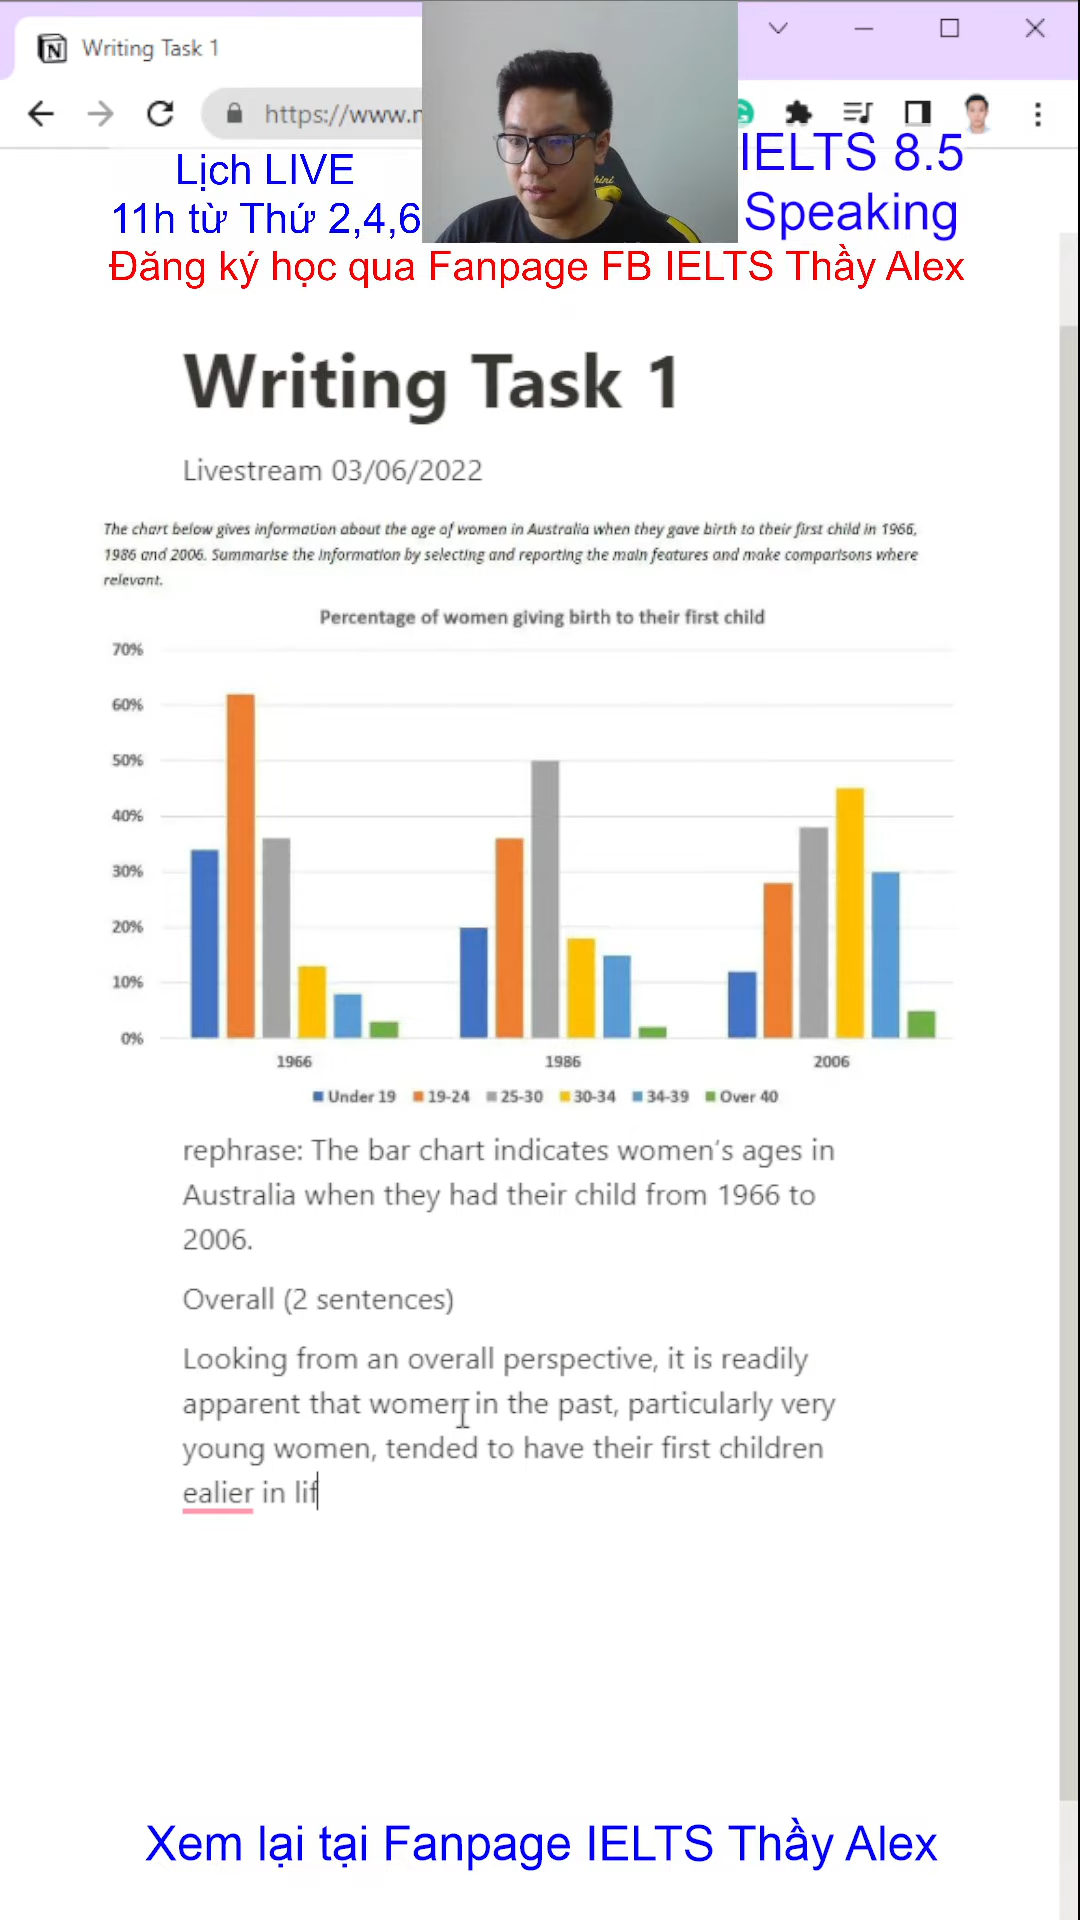 Writing Task 1
https://www.n
Lịch LIVE
11h từ Thứ 2,4,6
IELTS 8.5
Speaking
Đăng ký học qua Fanpage FB IELTS Thầy Alex
Writing Task 1
Livestream 03/06/2022
The chart below gives information about the age of women in Australia when they gave birth to their first child in 1966,
1986 and 2006. Summarise the information by selecting and reporting the main features and make comparisons where
relevant.
Percentage of women giving birth to their first child
70%
60%
50%
40%
30%
20%
10%
0%
1966 1986 2006
Under 19 19-24 25-30 30-34 34-39 Over 40
rephrase: The bar chart indicates women's ages in
Australia when they had their child from 1966 to
2006.
Overall (2 sentences)
Looking from an overall perspective, it is readily
apparent that women in the past, particularly very
young women, tended to have their first children
ealier in lif
Xem lại tại Fanpage IELTS Thầy Alex